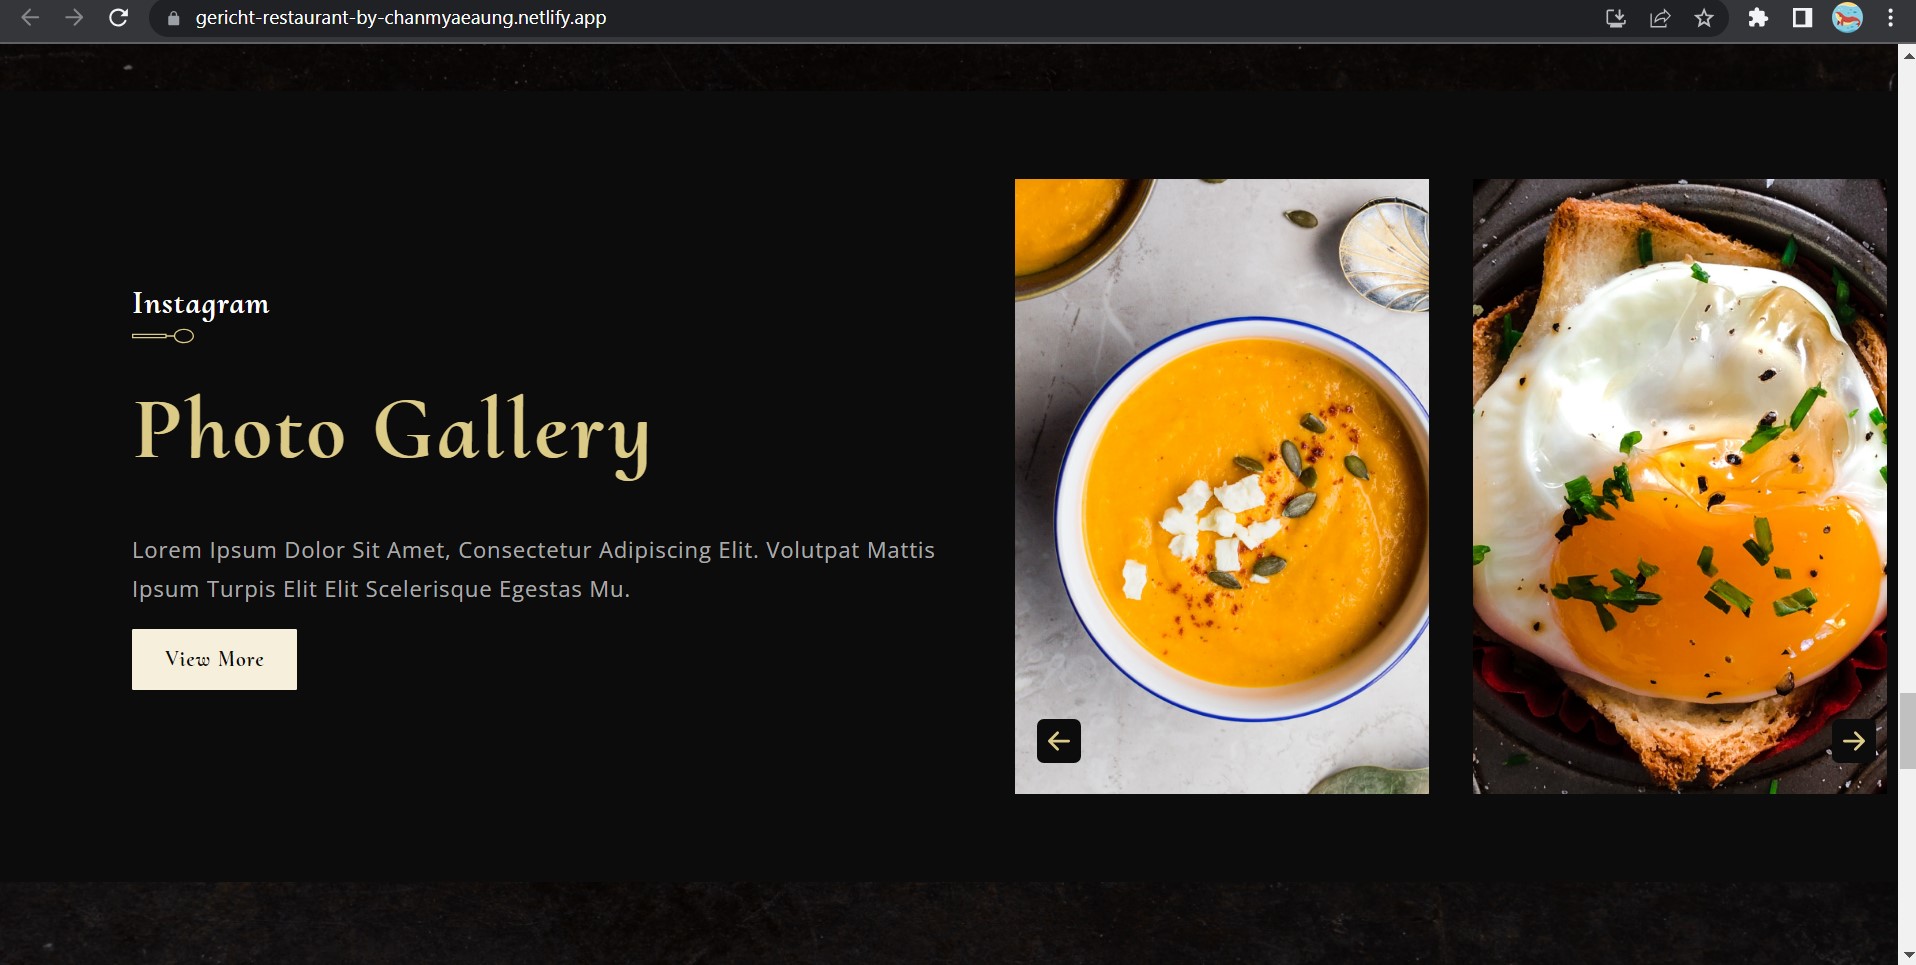 gericht-restaurant-by-chanmyaeaung.netlify.app
Instagram
Photo Gallery
Lorem Ipsum Dolor Sit Amet, Consectetur Adipiscing Elit. Volutpat Mattis
Ipsum Turpis Elit Elit Scelerisque Egestas Mu.
View More